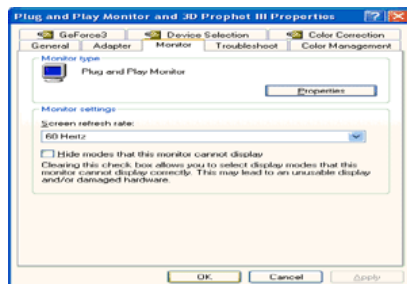 Plug and Play Monitor and 3D Prophet III Properties
GeForce3 Device Selection Color Correction
General Adapter Monitor Troubleshoot Color Management
Monitor type
Plug and Play Monitor
Properties
Monitor settings
Screen refresh rate:
60 Hertz
Hide modes that this monitor cannot display
Clearing this check box allows you to select display modes that this
monitor cannot display correctly. This may lead to an unusable display
and/or damaged hardware.
OK Cancel Apply